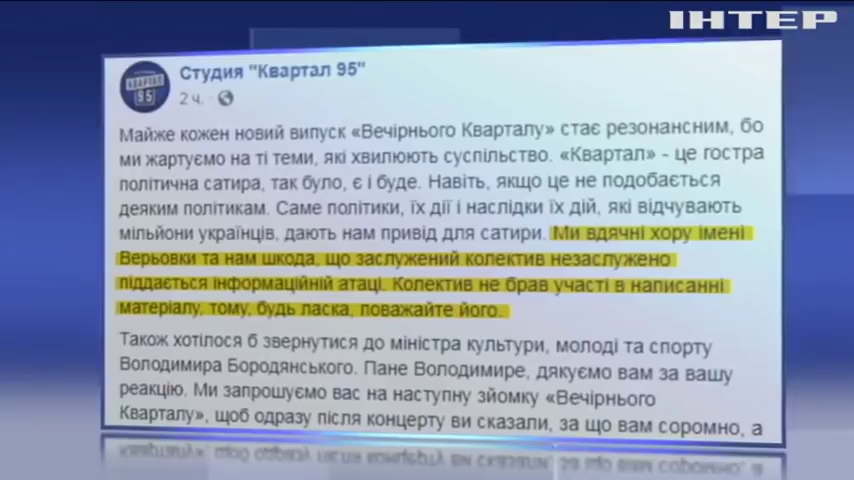 ІНТЕР
КВАРТАЛ
95
Студия "Квартал 95"
2 ч. ·
Майже кожен новий випуск «Вечірнього Кварталу» стає резонансним, бо
ми жартуємо на ті теми, які хвилюють суспільство. «Квартал» - це гостра
політична сатира, так було, є і буде. Навіть, якщо це не подобається
деяким політикам. Саме політики, їх дії і наслідки їх дій, які відчувають
мільйони українців, дають нам привід для сатири. Ми вдячні хору імені
Верьовки та нам шкода, що заслужений колектив незаслужено
піддається інформаційній атаці. Колектив не брав участі в написанні
матеріалу, тому, будь ласка, поважайте його.
Також хотілося б звернутися до міністра культури, молоді та спорту
Володимира Бородянського. Пане Володимире, дякуємо вам за вашу
реакцію. Ми запрошуємо вас на наступну зйомку «Вечірнього
Кварталу», щоб одразу після концерту ви сказали, за що вам соромно, а